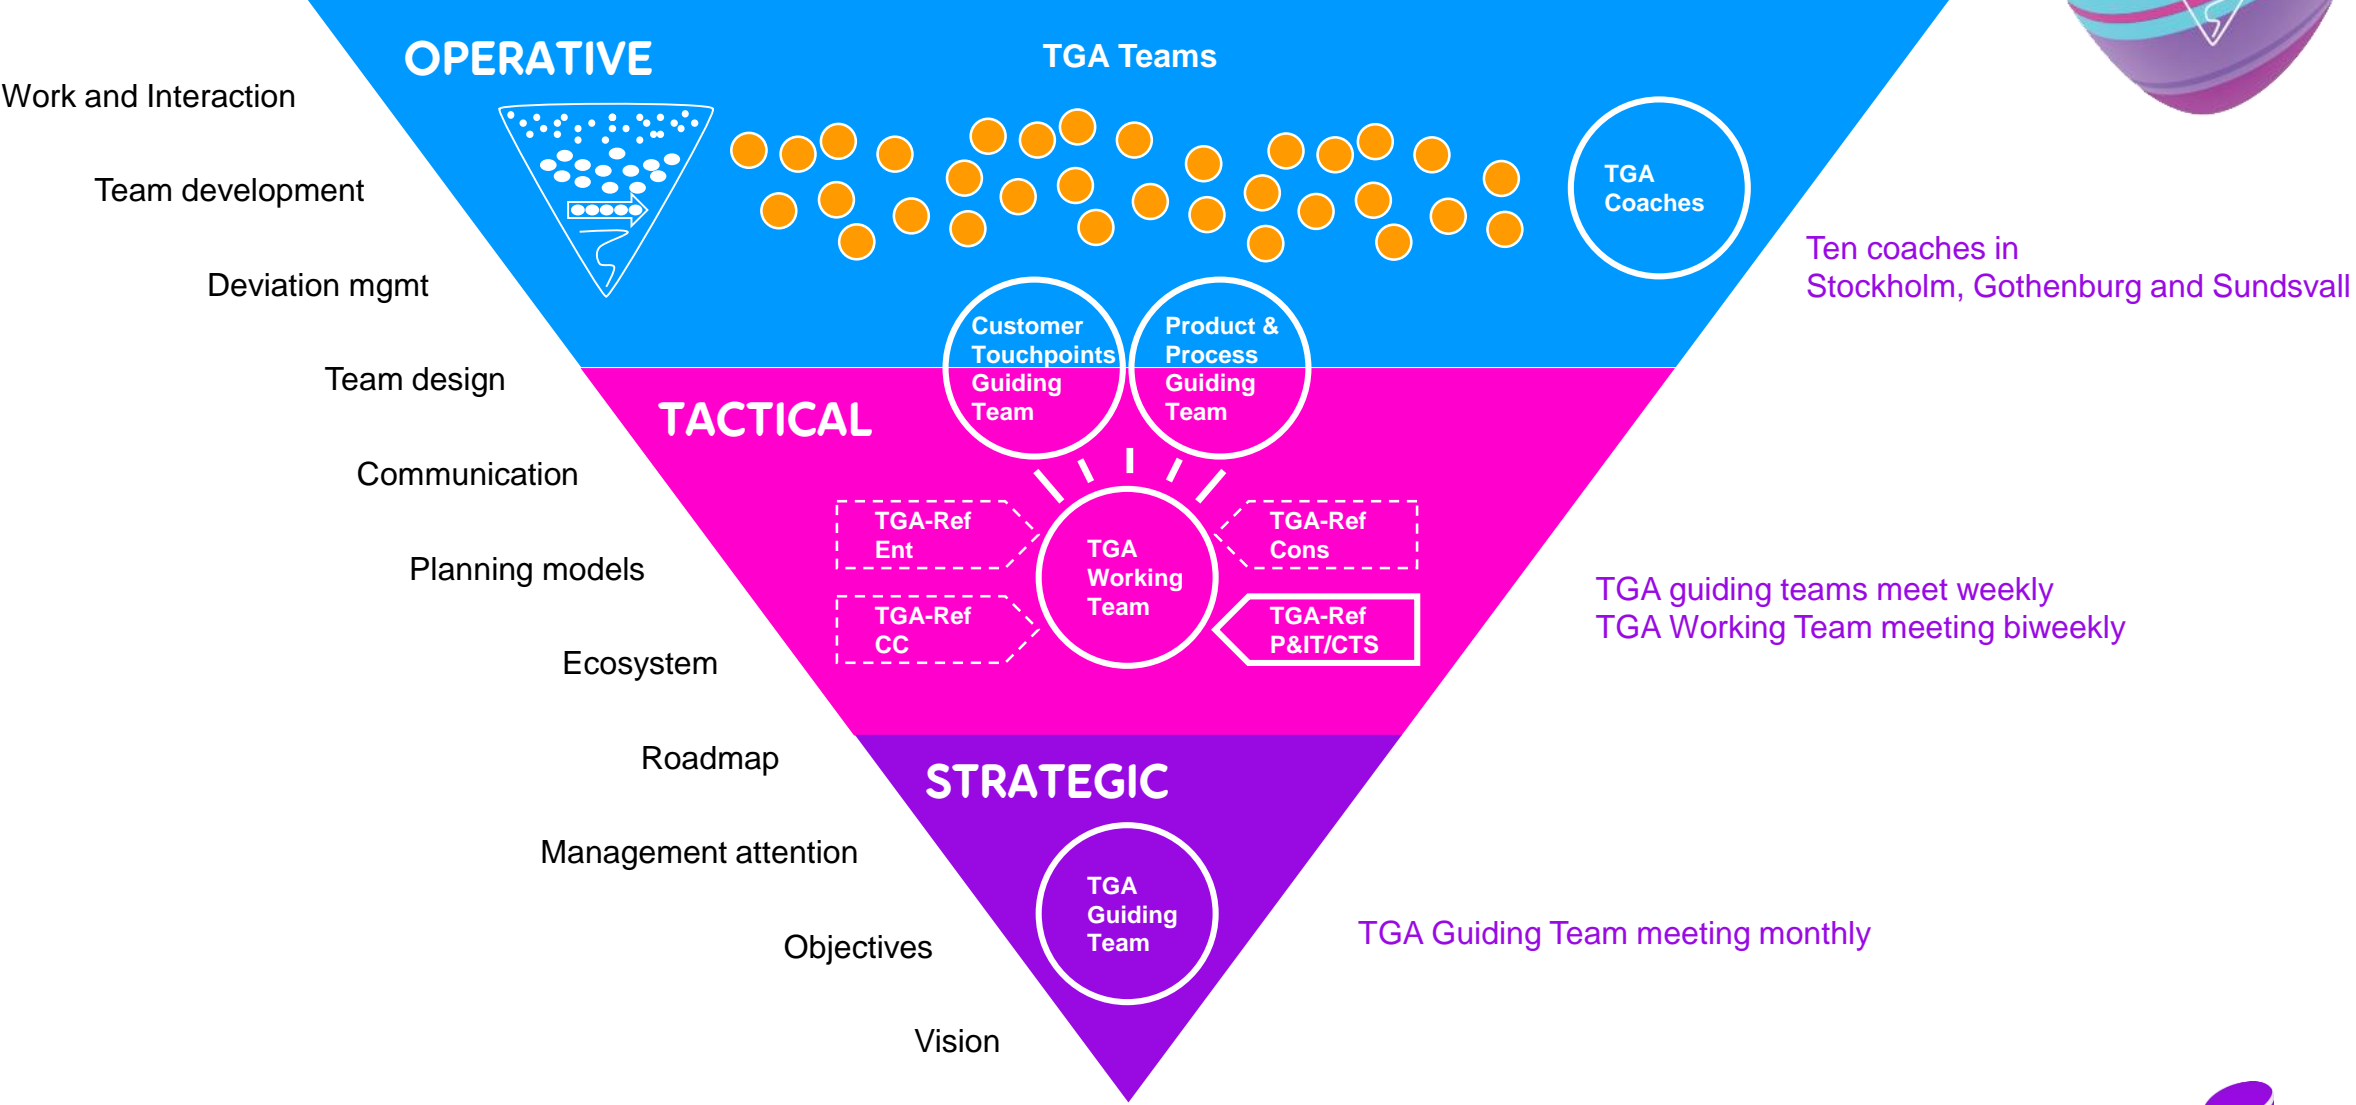 OPERATIVE
TGA Teams
Work and Interaction
Team development
TGA
Coaches
Ten coaches in
Stockholm, Gothenburg and Sundsvall
Deviation mgmt
Customer
Touchpoints
Guiding
Team
Product &
Process
Guiding
Team
Team design
TACTICAL
Communication
TGA-Ref
Ent
TGA-Ref
Cons
TGA
Working
Team
Planning models
TGA guiding teams meet weekly
TGA Working Team meeting biweekly
TGA-Ref
CC
TGA-Ref
P&IT/CTS
Ecosystem
Roadmap
STRATEGIC
Management attention
TGA
Guiding
Team
TGA Guiding Team meeting monthly
Objectives
Vision